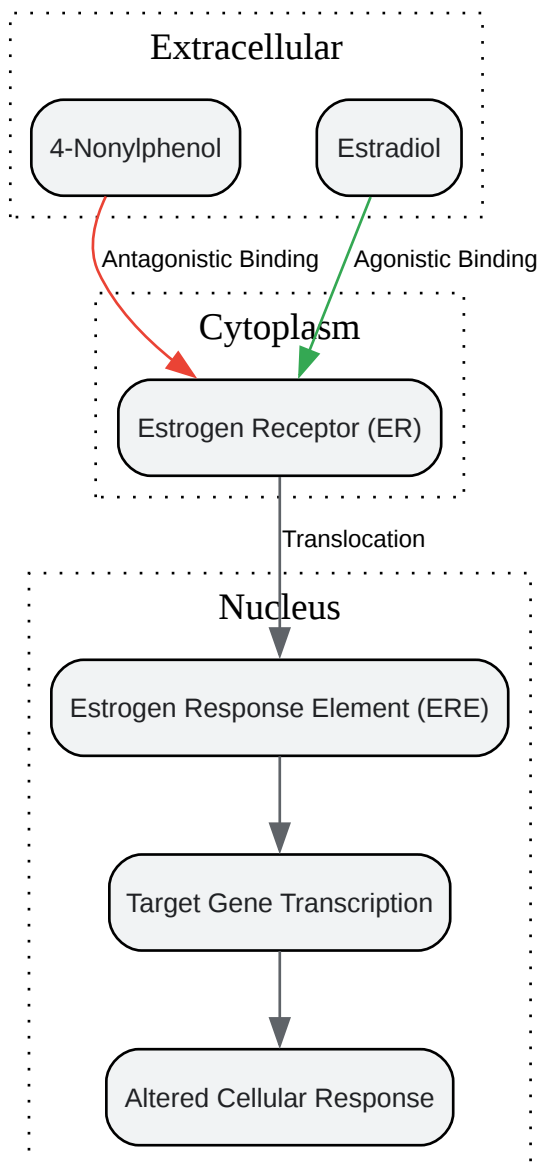 Extracellular
4-Nonylphenol
Estradiol
Antagonistic Binding
Agonistic Binding
Cytoplasm
Estrogen Receptor (ER)
Translocation
Nucleus
Estrogen Response Element (ERE)
Target Gene Transcription
Altered Cellular Response